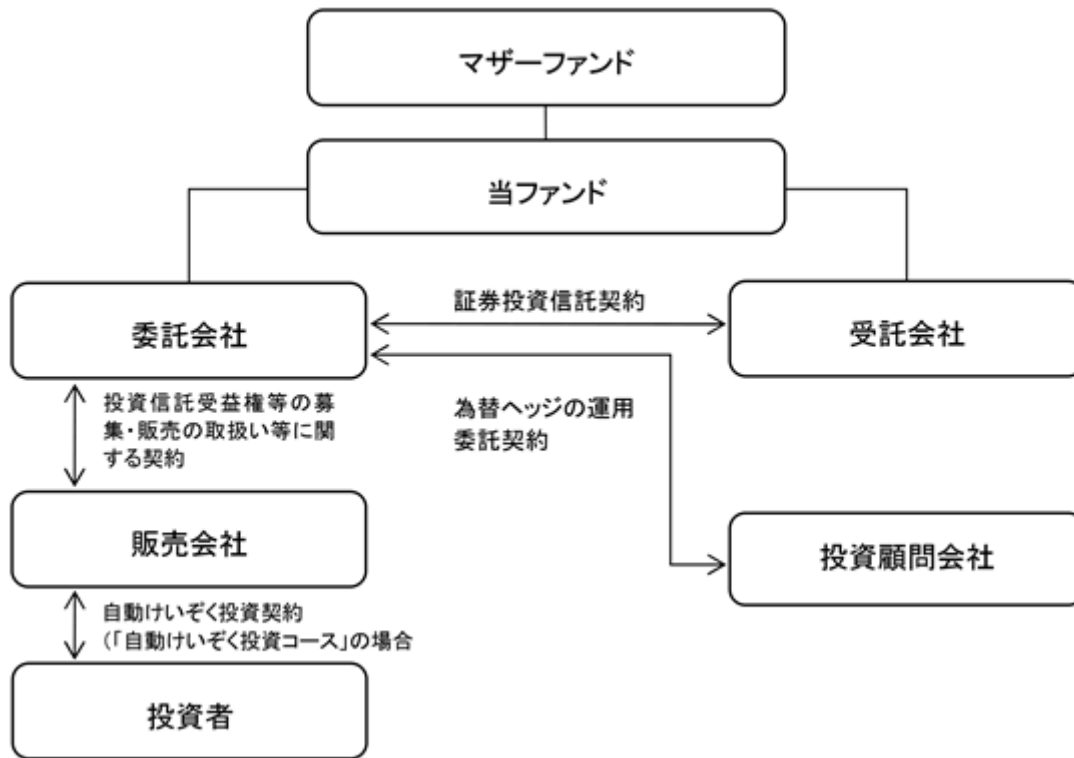 マザーファンド
当ファンド
委託会社
証券投資信託契約
受託会社
投資信託受益権等の募
集・販売の取扱い等に関
する契約
為替ヘッジの運用
委託契約
販売会社
投資顧問会社
自動けいぞく投資契約
(「自動けいぞく投資コース」の場合
投資者